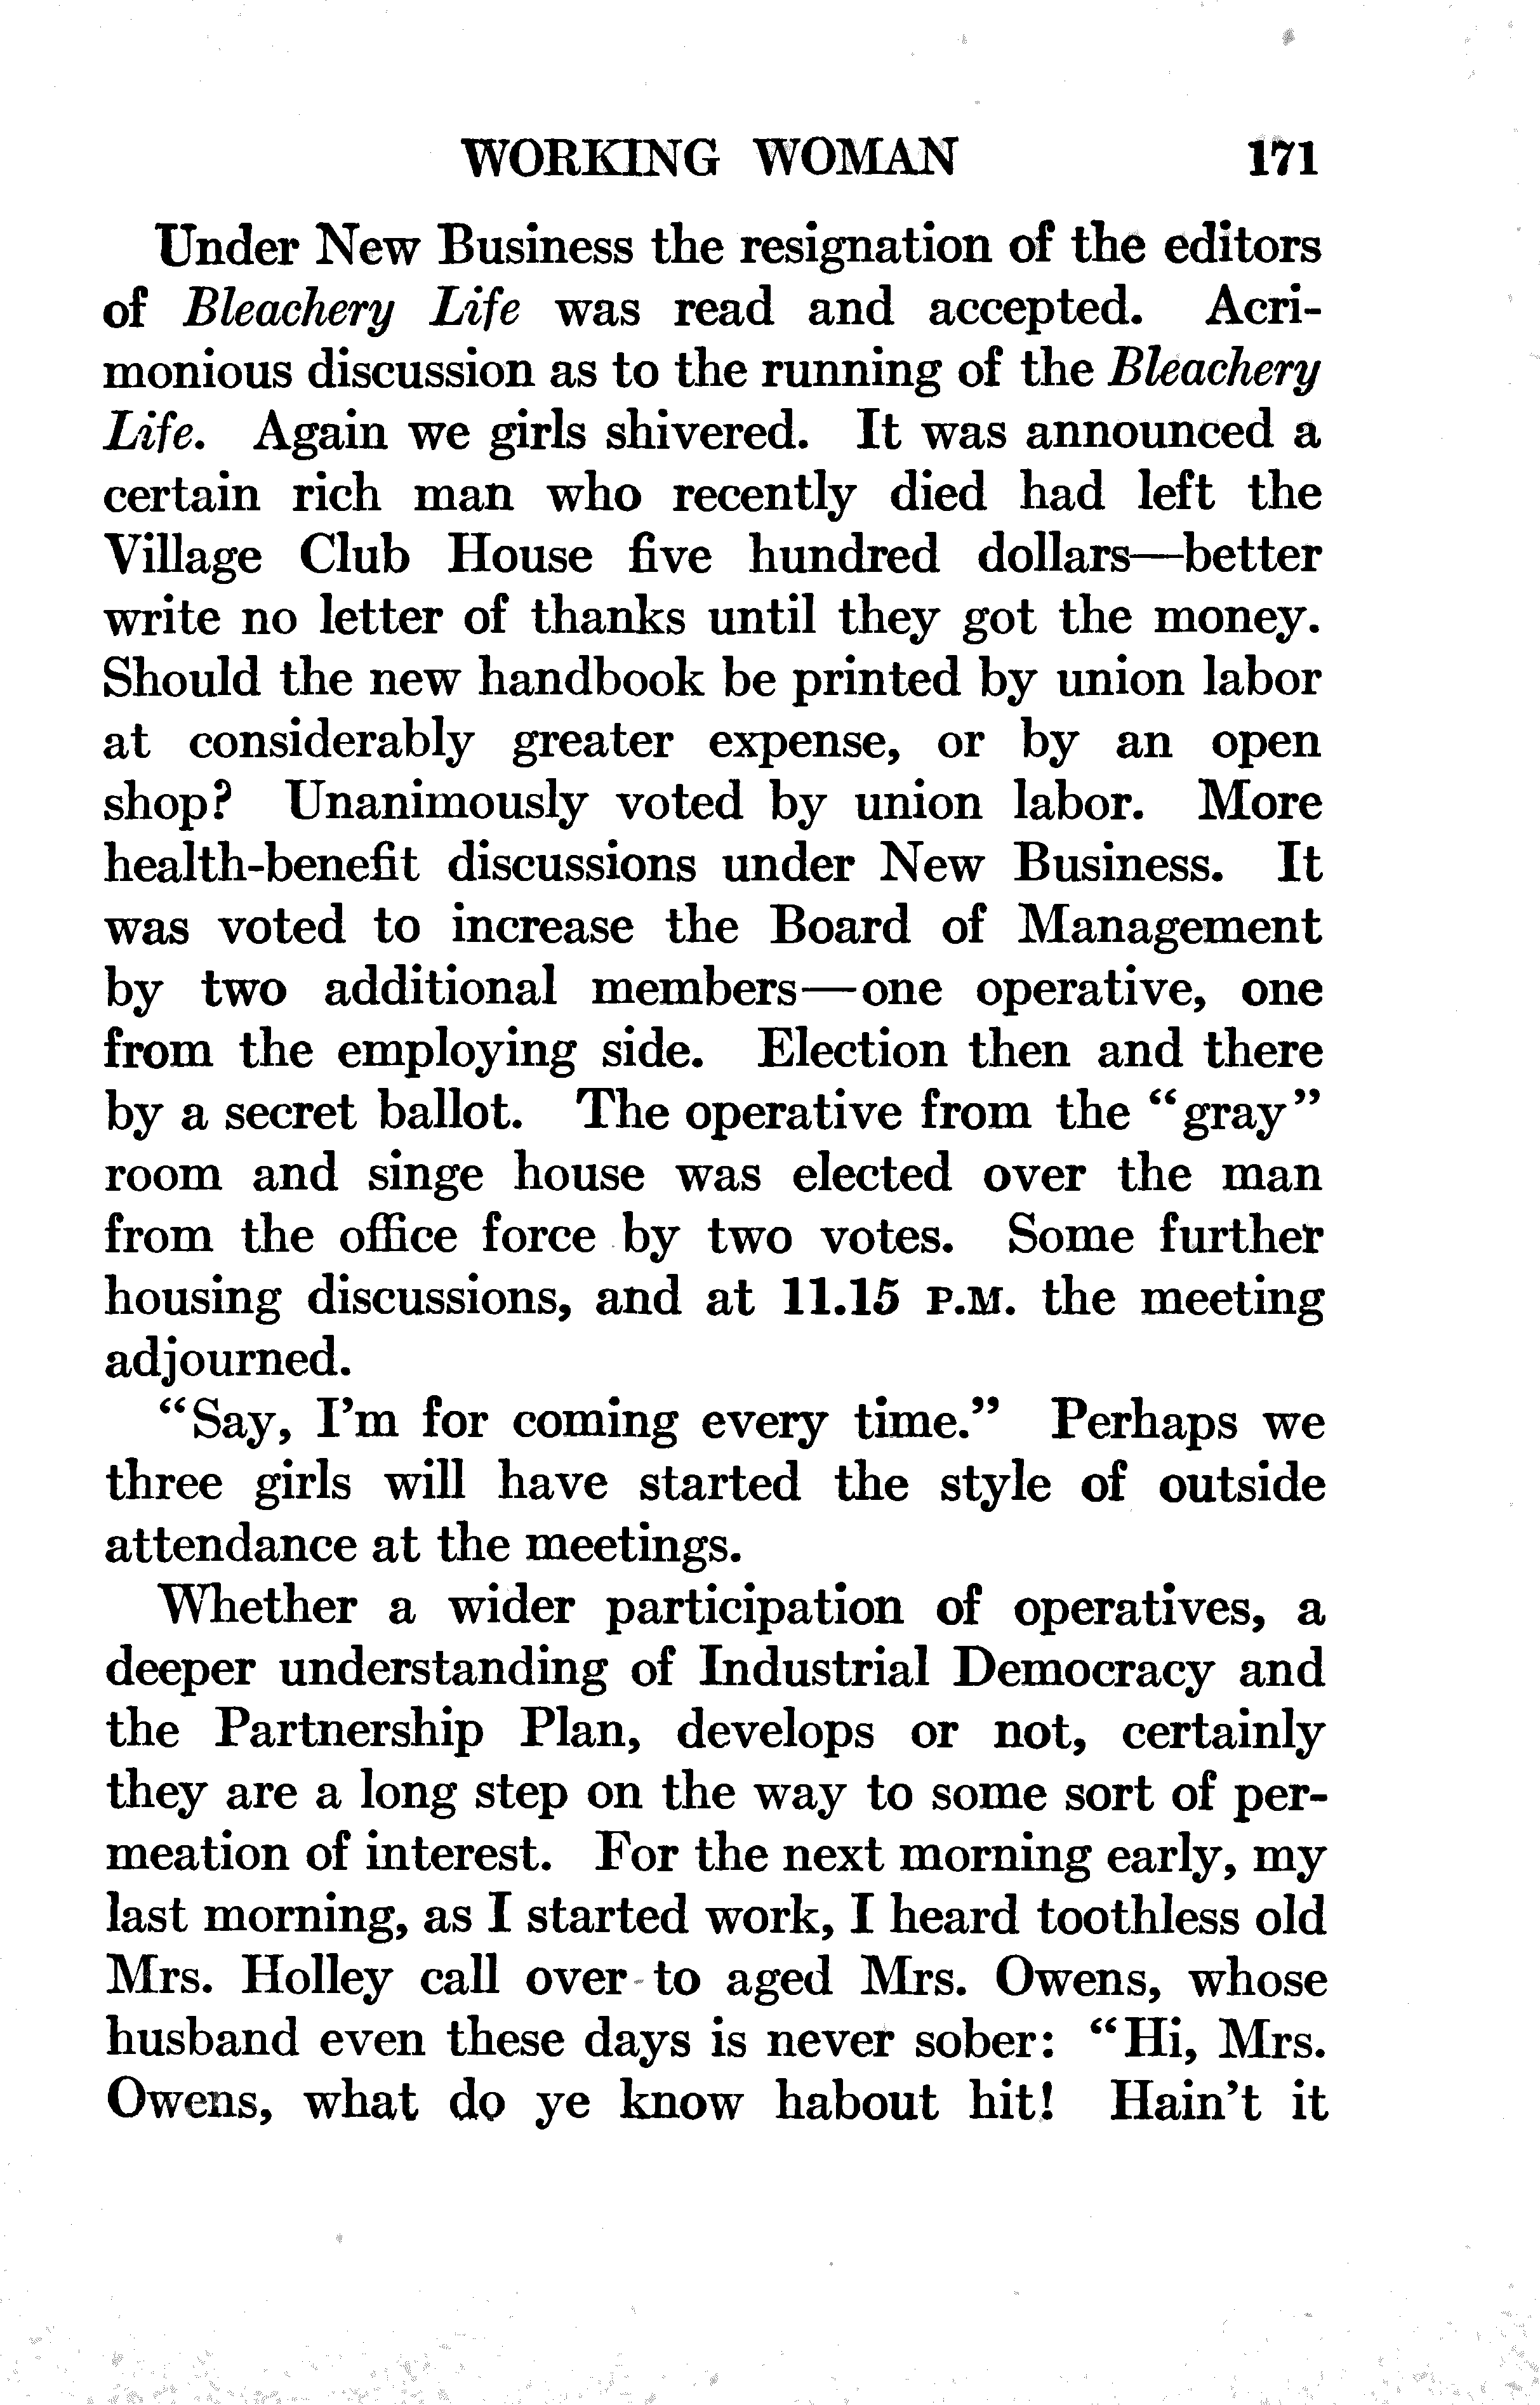 WORKING WOMAN 171
Under New Business the resignation of the editors
of Bleachery Life was read and accepted. Acri-
monious discussion as to the running of the Bleachery
Life. Again we girls shivered. It was announced a
certain rich man who recently died had left the
Village Club House five hundred dollars—better
write no letter of thanks until they got the money.
Should the new handbook be printed by union labor
at considerably greater expense, or by an open
shop? Unanimously voted by union labor. More
health-benefit discussions under New Business. It
was voted to increase the Board of Management
by two additional members—one operative, one
from the employing side. Election then and there
by a secret ballot. The operative from the “gray”
room and singe house was elected over the man
from the office force by two votes. Some further
housing discussions, and at 11.15 P.M. the meeting
adjourned.
“Say, I’m for coming every time.” Perhaps we
three girls will have started the style of outside
attendance at the meetings.
Whether a wider participation of operatives, a
deeper understanding of Industrial Democracy and
the Partnership Plan, develops or not, certainly
they are a long step on the way to some sort of per-
meation of interest. For the next morning early, my
last morning, as I started work, I heard toothless old
Mrs. Holley call over to aged Mrs. Owens, whose
husband even these days is never sober: “Hi, Mrs.
Owens, what do ye know habout hit! Hain’t it